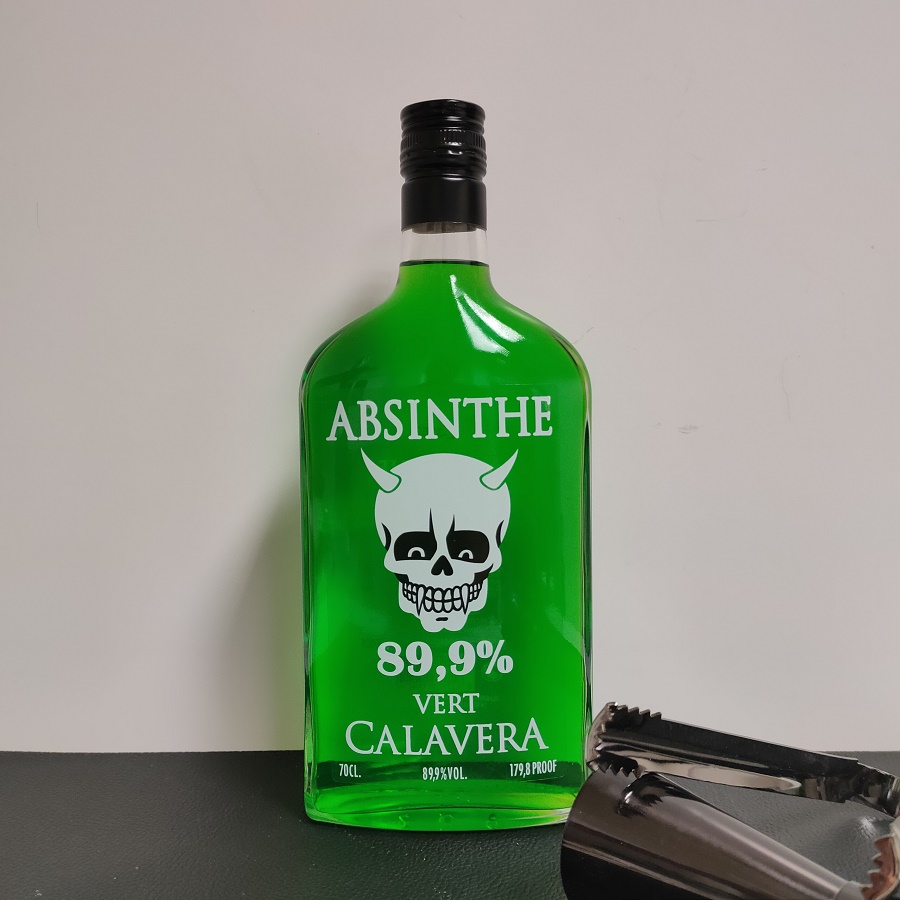 ABSINTHE
89,9%
VERT
CALAVERA
70CL. 89,9%VOL. 179,8 PROOF